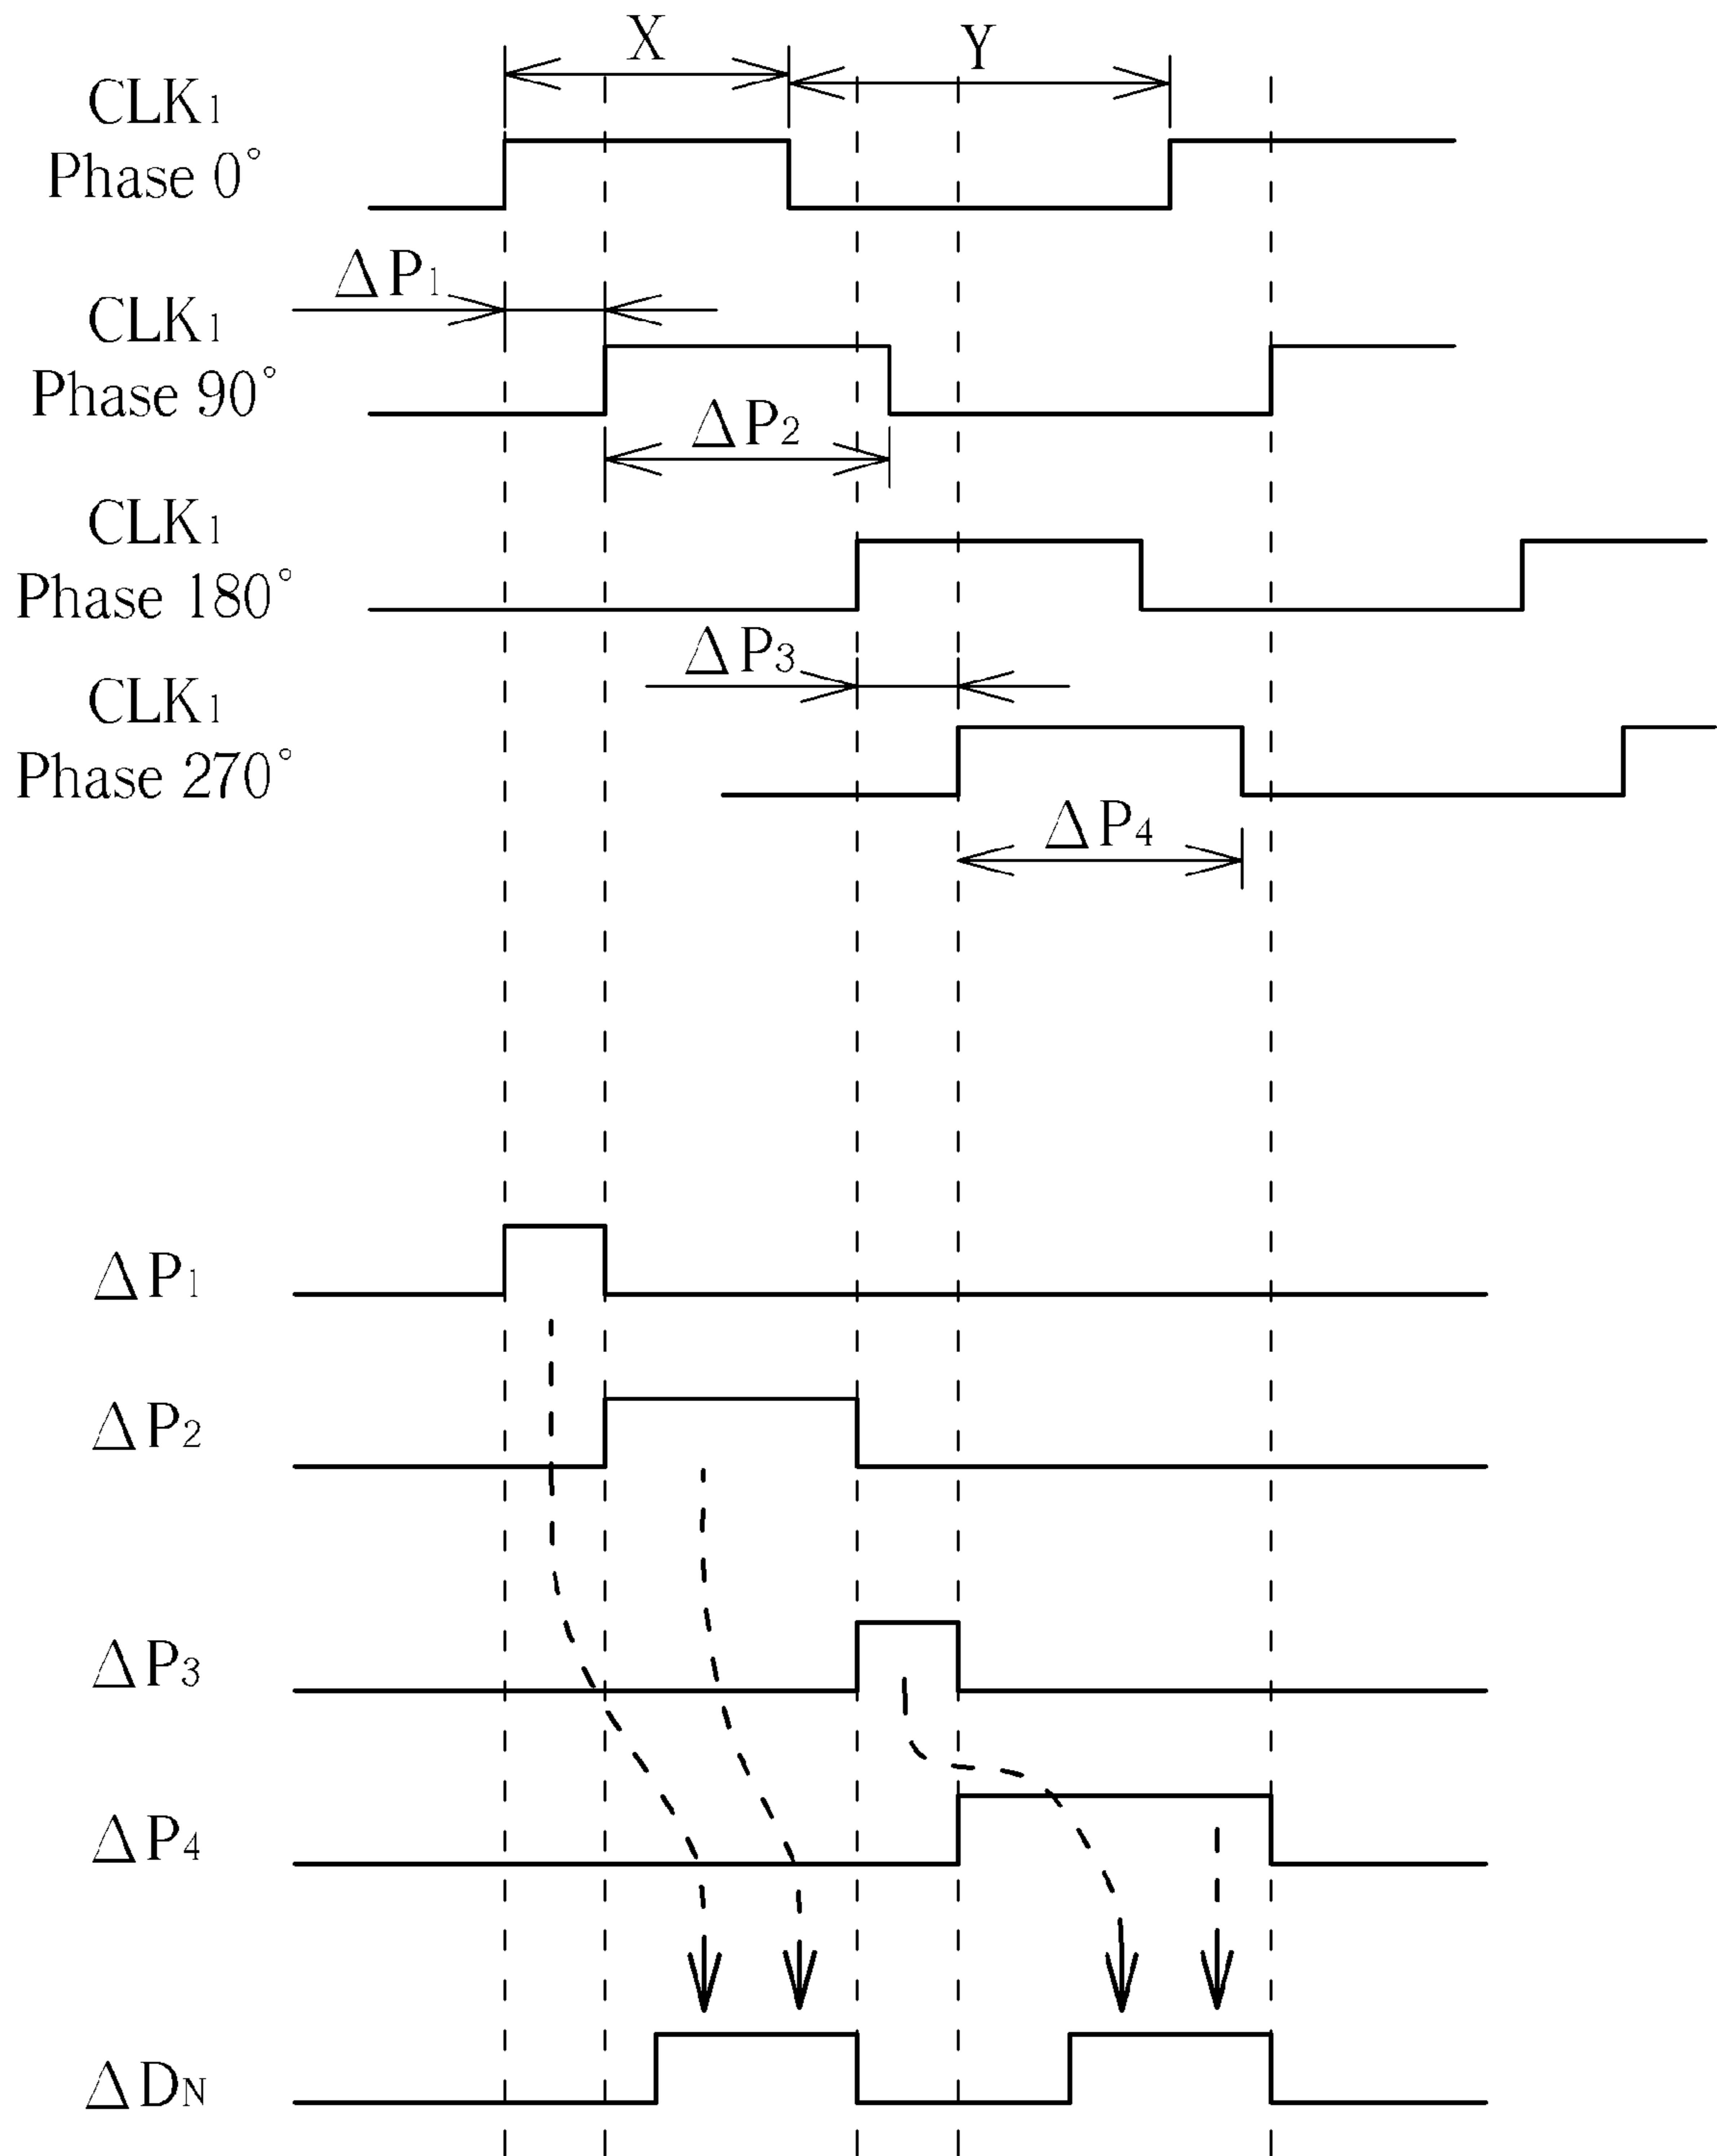 X
Y
CLK1
Phase 0°
ΔP1
CLK1
Phase 90°
ΔP2
CLK1
Phase 180°
ΔP3
CLK1
Phase 270°
ΔP4
ΔP1
ΔP2
ΔP3
ΔP4
ΔDN